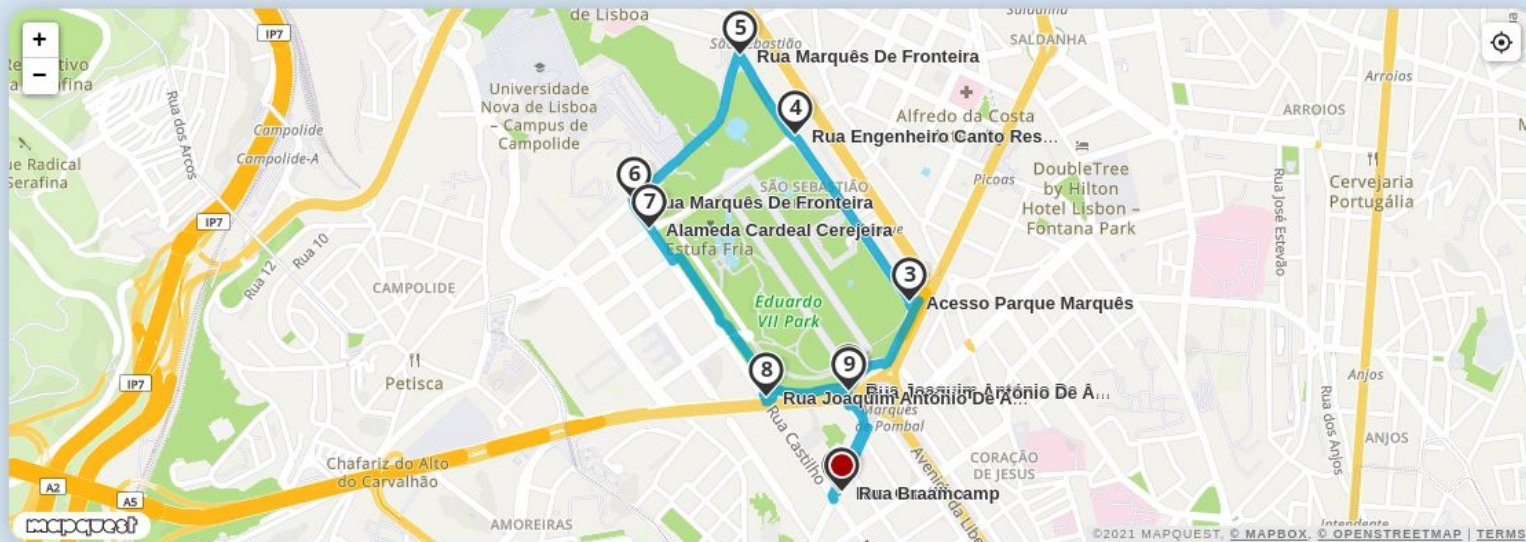 +
−
IP7
de Lisboa
5
São Sebastião
Rua Marquês De Fronteira
Saldanha
SALDANHA
Universidade
Nova de Lisboa
– Campus de
Campolide
Rua dos Arcos
Campolide
Campolide-A
ue Radical
Serafina
4
Alfredo da Costa
Rua Engenheiro Canto Res...
Arroios
ARROIOS
Picoas
DoubleTree
by Hilton
Hotel Lisbon –
Fontana Park
Cervejaria
Portugália
Rua José Estevão
6
7
SÃO SEBASTIÃO
ua Marquês De Fronteira
Alameda Cardeal Cerejeira
Estufa Fria
IP7
Rua 10
Rua 12
CAMPOLIDE
3
Acesso Parque Marquês
Eduardo
VII Park
IP7
Petisca
8
9
Rua Joaquim António De A...
Rua Joaquim António De A...
Marquês
de Pombal
Anjos
Rua dos Anjos
ANJOS
Rua Castilho
Chafariz do Alto
do Carvalhão
CORAÇÃO
DE JESUS
Rua Braamcamp
Avenida da Libe
A2
A5
AMOREIRAS
Intendente
mapquest
©2021 MAPQUEST, © MAPBOX, © OPENSTREETMAP | TERMS